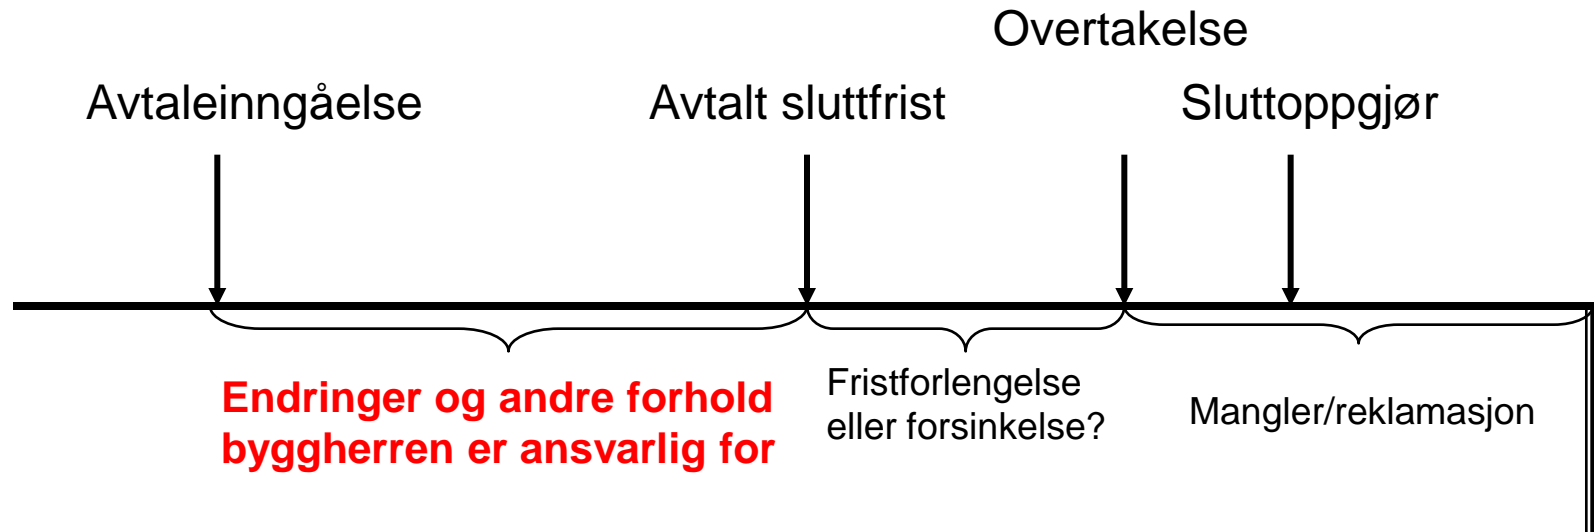 Overtakelse
Avtaleinngåelse
Avtalt sluttfrist
Sluttoppgjør
Endringer og andre forhold
byggherren er ansvarlig for
Fristforlengelse
eller forsinkelse?
Mangler/reklamasjon